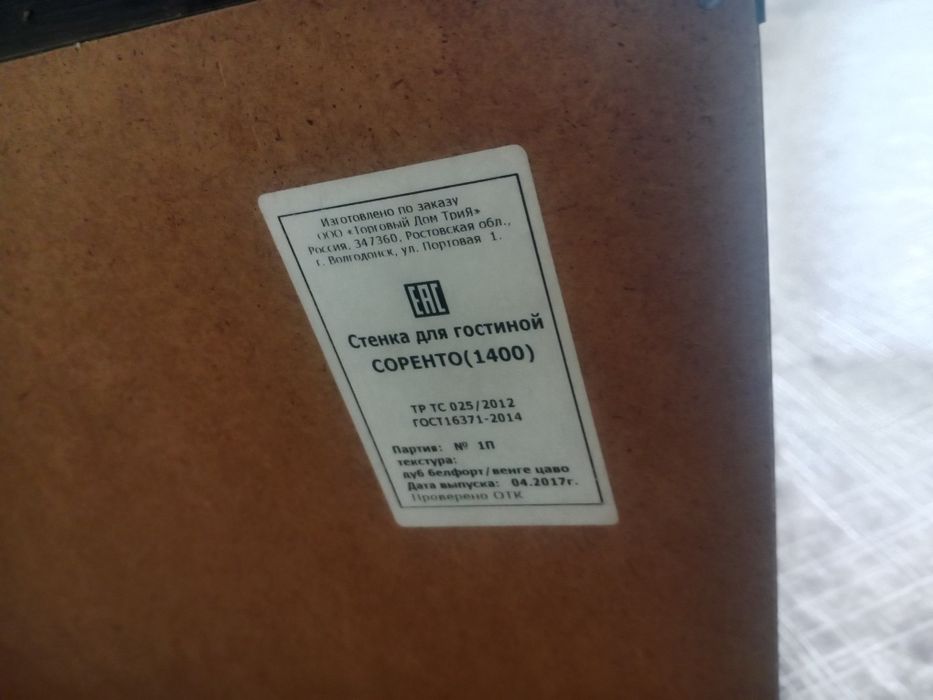 Изготовлено по заказу
ООО «Торговый Дом ТриЯ»
Россия, 347360, Ростовская обл.,
г. Волгодонск, ул. Портовая 1.
ЕАС
Стенка для гостиной
СОРЕНТО(1400)
ТР ТС 025/2012
ГОСТ16371-2014
Партия: № 1П
текстура:
дуб белфорт/венге цаво
Дата выпуска: 04.2017г.
Проверено ОТК